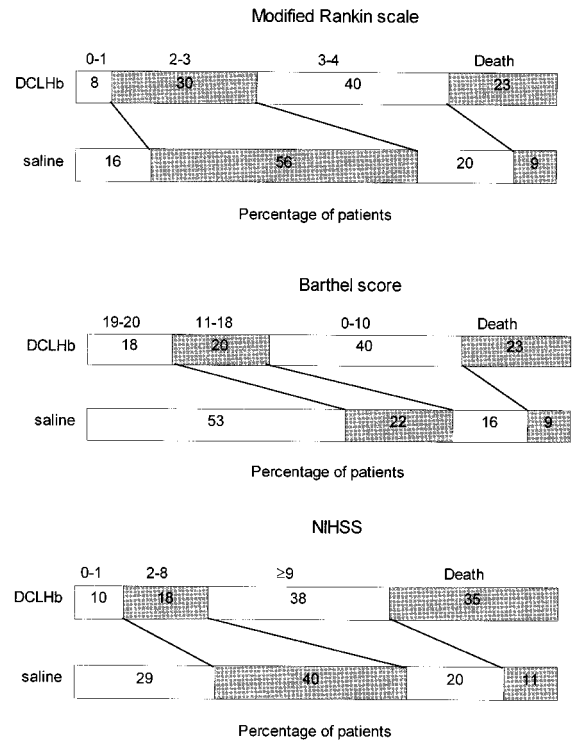 Modified Rankin scale
0-1 2-3 3-4 Death
DCLHb 8 30 40 23
saline 16 56 20 9
Percentage of patients
Barthel score
19-20 11-18 0-10 Death
DCLHb 18 20 40 23
saline 53 22 16 9
Percentage of patients
NIHSS
0-1 2-8 ≥9 Death
DCLHb 10 18 38 35
saline 29 40 20 11
Percentage of patients